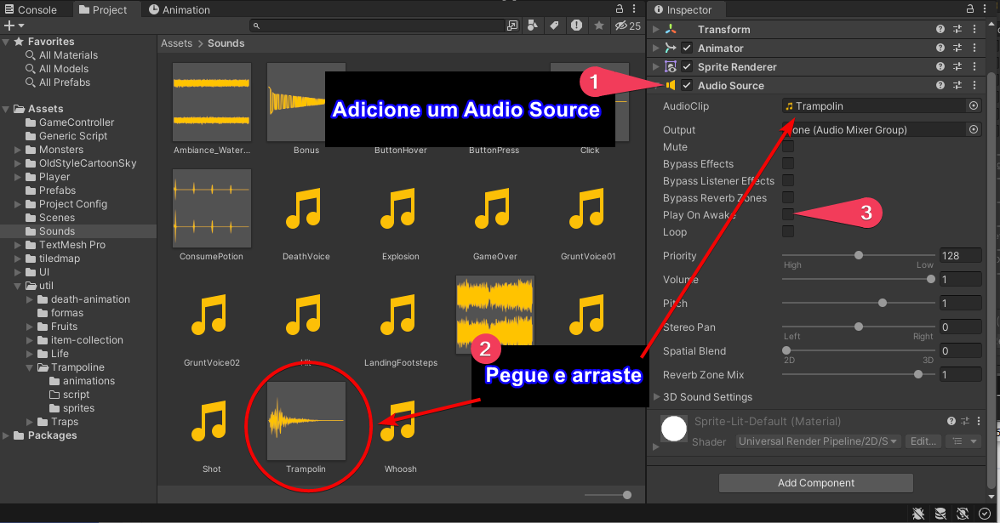 Console
Project
Animation
25
Favorites
All Materials
All Models
All Prefabs
Assets
GameController
Generic Script
Monsters
OldStyleCartoonSky
Player
Prefabs
Project Config
Scenes
Sounds
TextMesh Pro
tiledmap
UI
util
death-animation
formas
Fruits
item-collection
Life
Trampoline
animations
script
sprites
Traps
Packages
Assets > Sounds
Ambiance_Water...
Bonus
ButtonHover
ButtonPress
Click
ConsumePotion
DeathVoice
Explosion
GameOver
GruntVoice01
GruntVoice02
Hit
LandingFootsteps
Shot
Trampolin
Whoosh
Adicione um Audio Source
1
2
Pegue e arraste
3
Inspector
Transform
Animator
Sprite Renderer
Audio Source
AudioClip
Trampolin
Output
one (Audio Mixer Group)
Mute
Bypass Effects
Bypass Listener Effects
Bypass Reverb Zones
Play On Awake
Loop
Priority
128
High
Low
Volume
1
Pitch
1
Stereo Pan
0
Left
Right
Spatial Blend
0
2D
3D
Reverb Zone Mix
1
3D Sound Settings
Sprite-Lit-Default (Material)
Shader
Universal Render Pipeline/2D/S
Edit...
Add Component